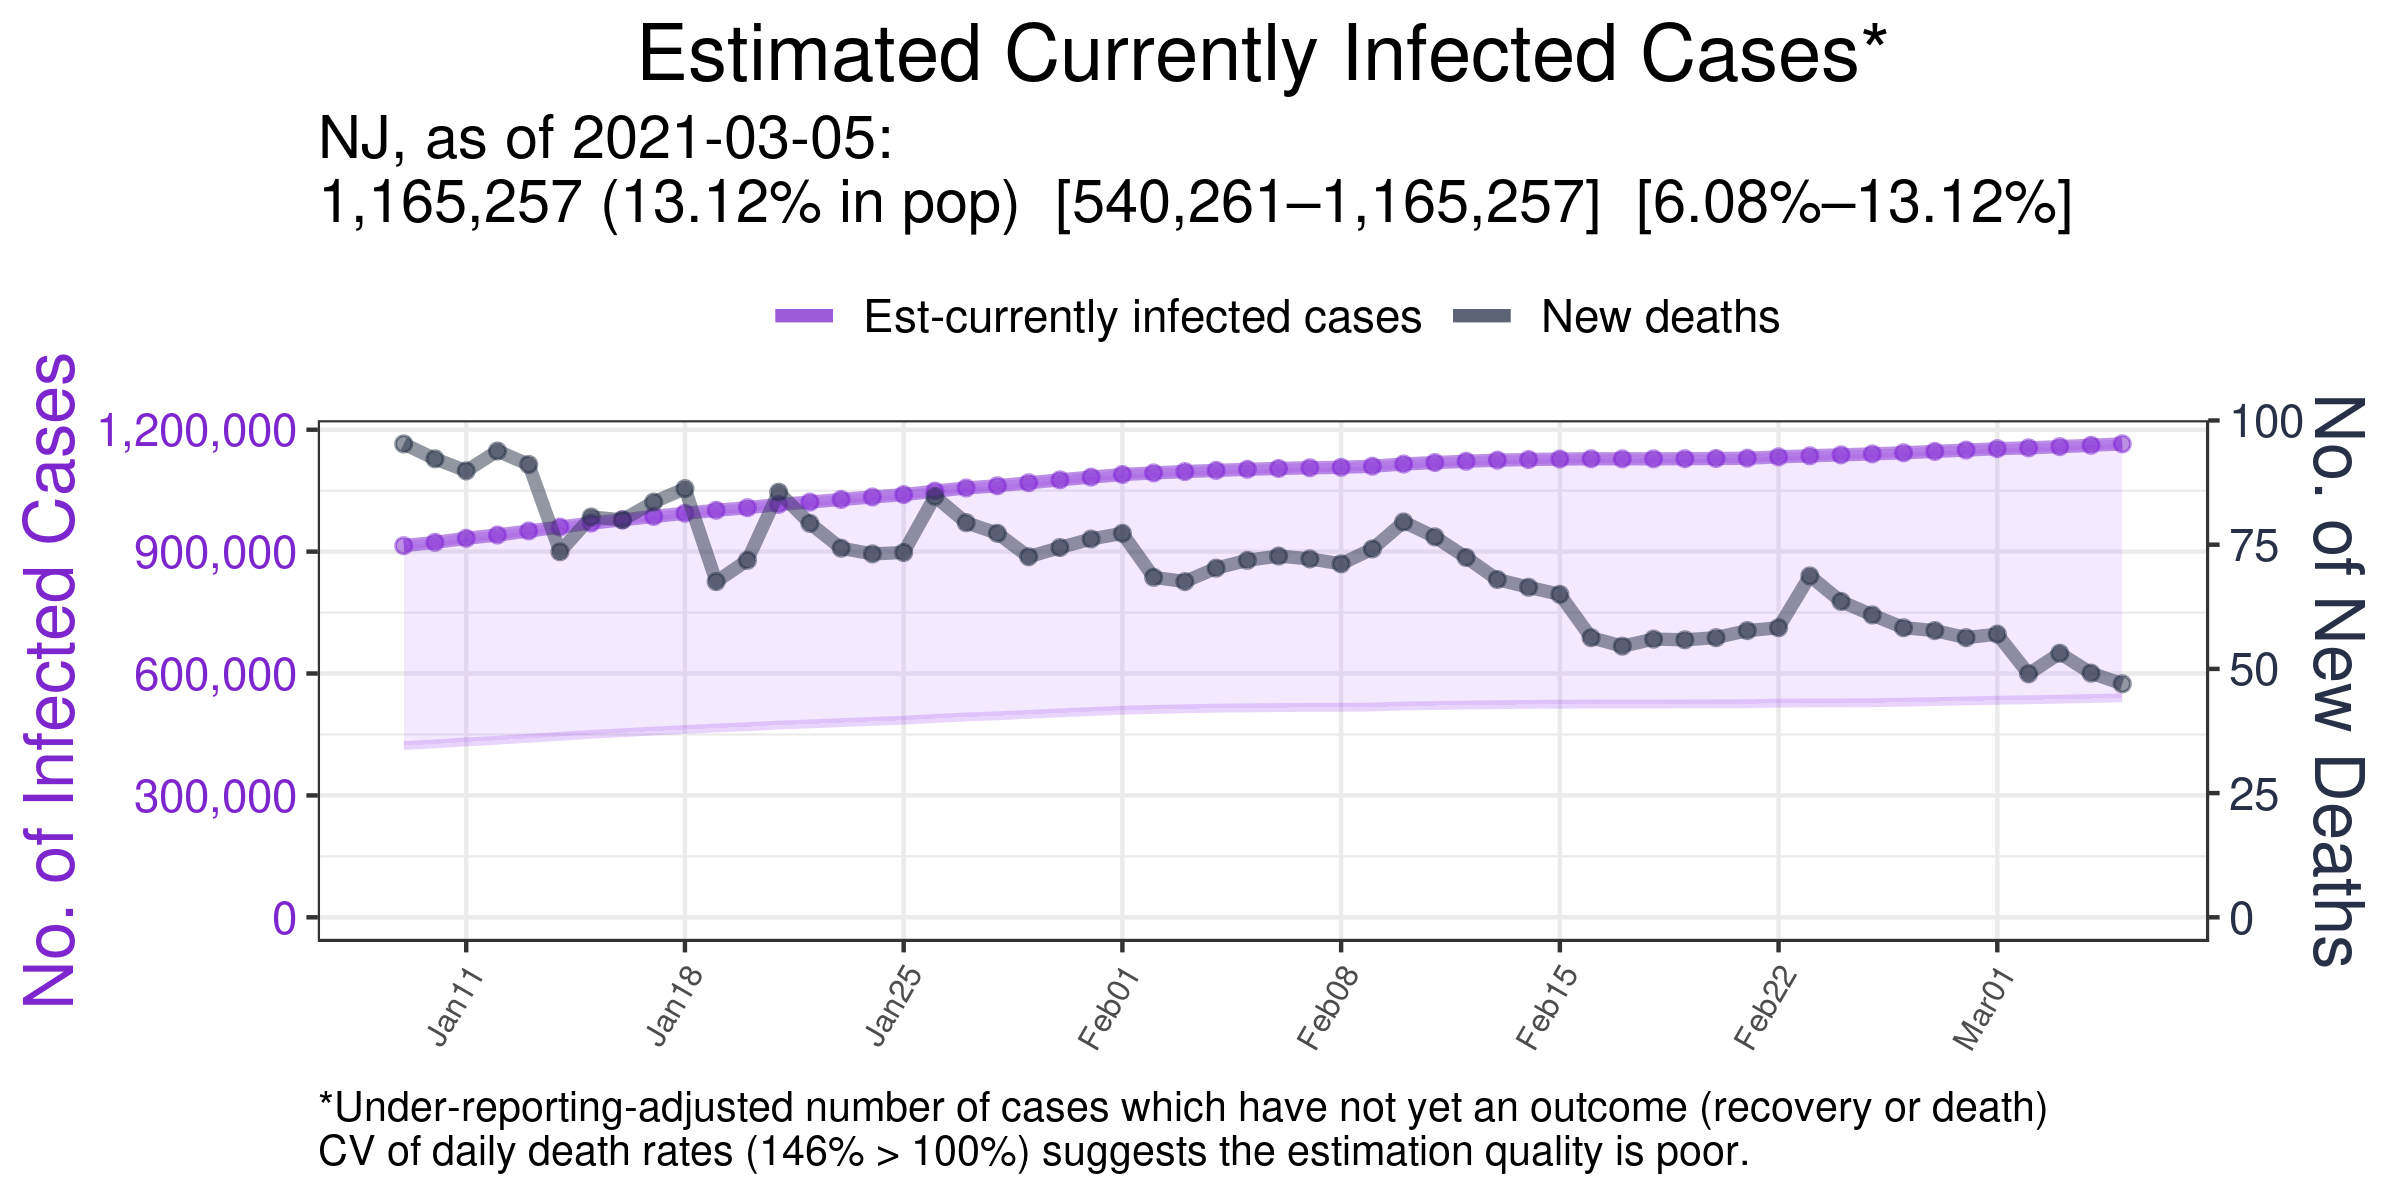 Estimated Currently Infected Cases*
NJ, as of 2021-03-05:
1,165,257 (13.12% in pop)  [540,261–1,165,257]  [6.08%–13.12%]
Est-currently infected cases
New deaths
No. of Infected Cases
1,200,000
900,000
600,000
300,000
0
100
75
50
25
0
No. of New Deaths
Jan11
Jan18
Jan25
Feb01
Feb08
Feb15
Feb22
Mar01
*Under-reporting-adjusted number of cases which have not yet an outcome (recovery or death)
CV of daily death rates (146% > 100%) suggests the estimation quality is poor.